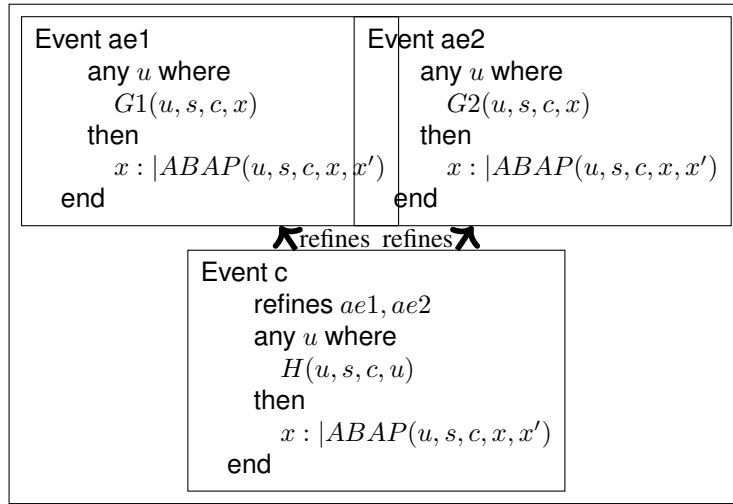 Event ae1
any u where
G1(u, s, c, x)
then
x : |ABAP(u, s, c, x, x′)
end
Event ae2
any u where
G2(u, s, c, x)
then
x : |ABAP(u, s, c, x, x′)
end
refines refines
Event c
refines ae1, ae2
any u where
H(u, s, c, u)
then
x : |ABAP(u, s, c, x, x′)
end